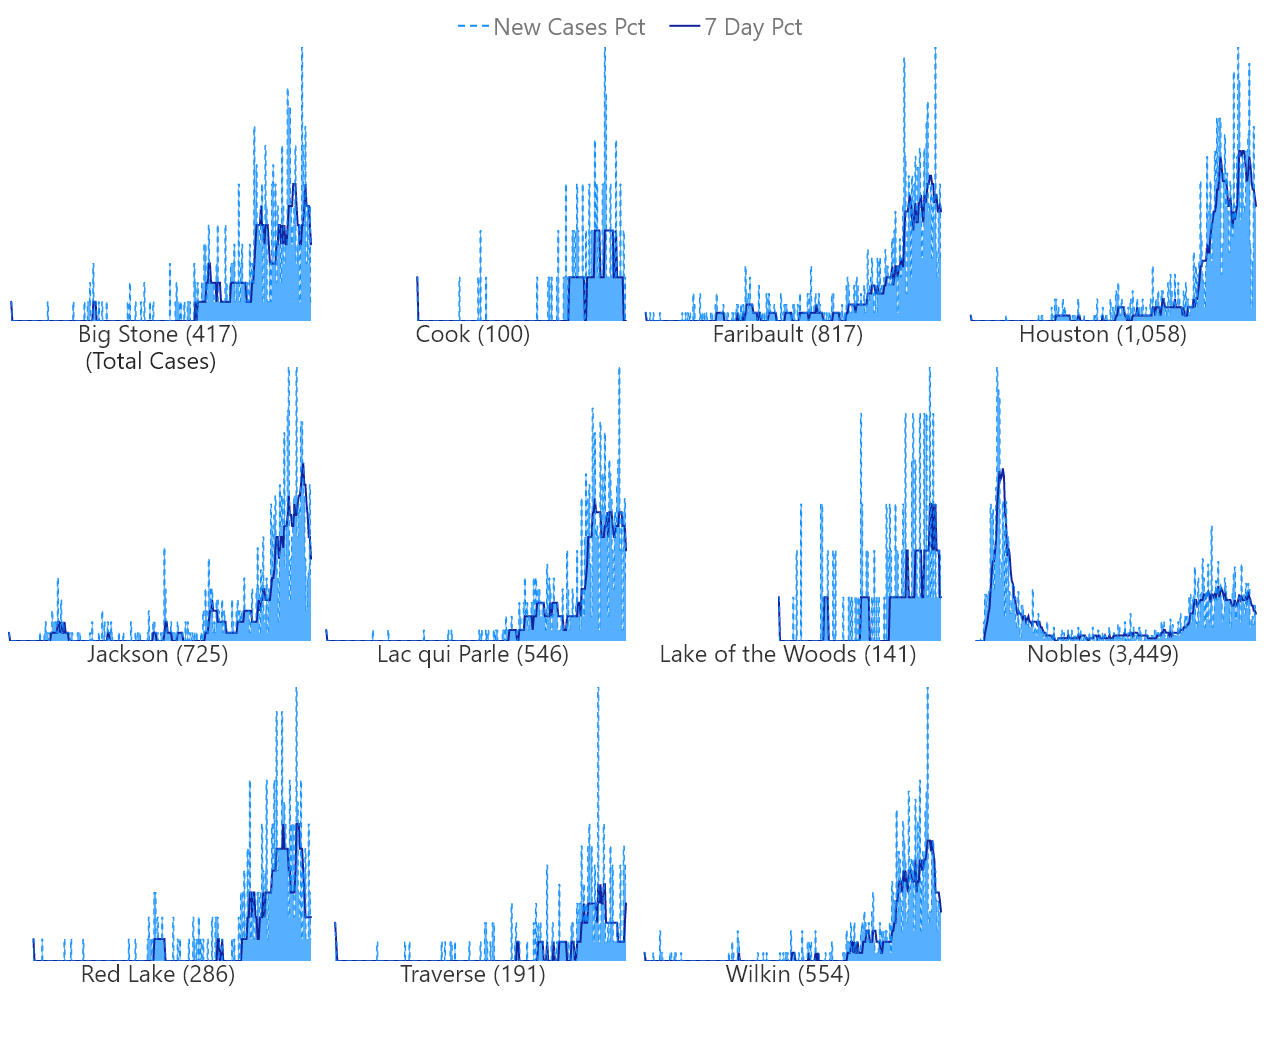 New Cases Pct 7 Day Pct
Big Stone (417) Cook (100) Faribault (817) Houston (1,058)
(Total Cases)
Jackson (725) Lac qui Parle (546) Lake of the Woods (141) Nobles (3,449)
Red Lake (286) Traverse (191) Wilkin (554)